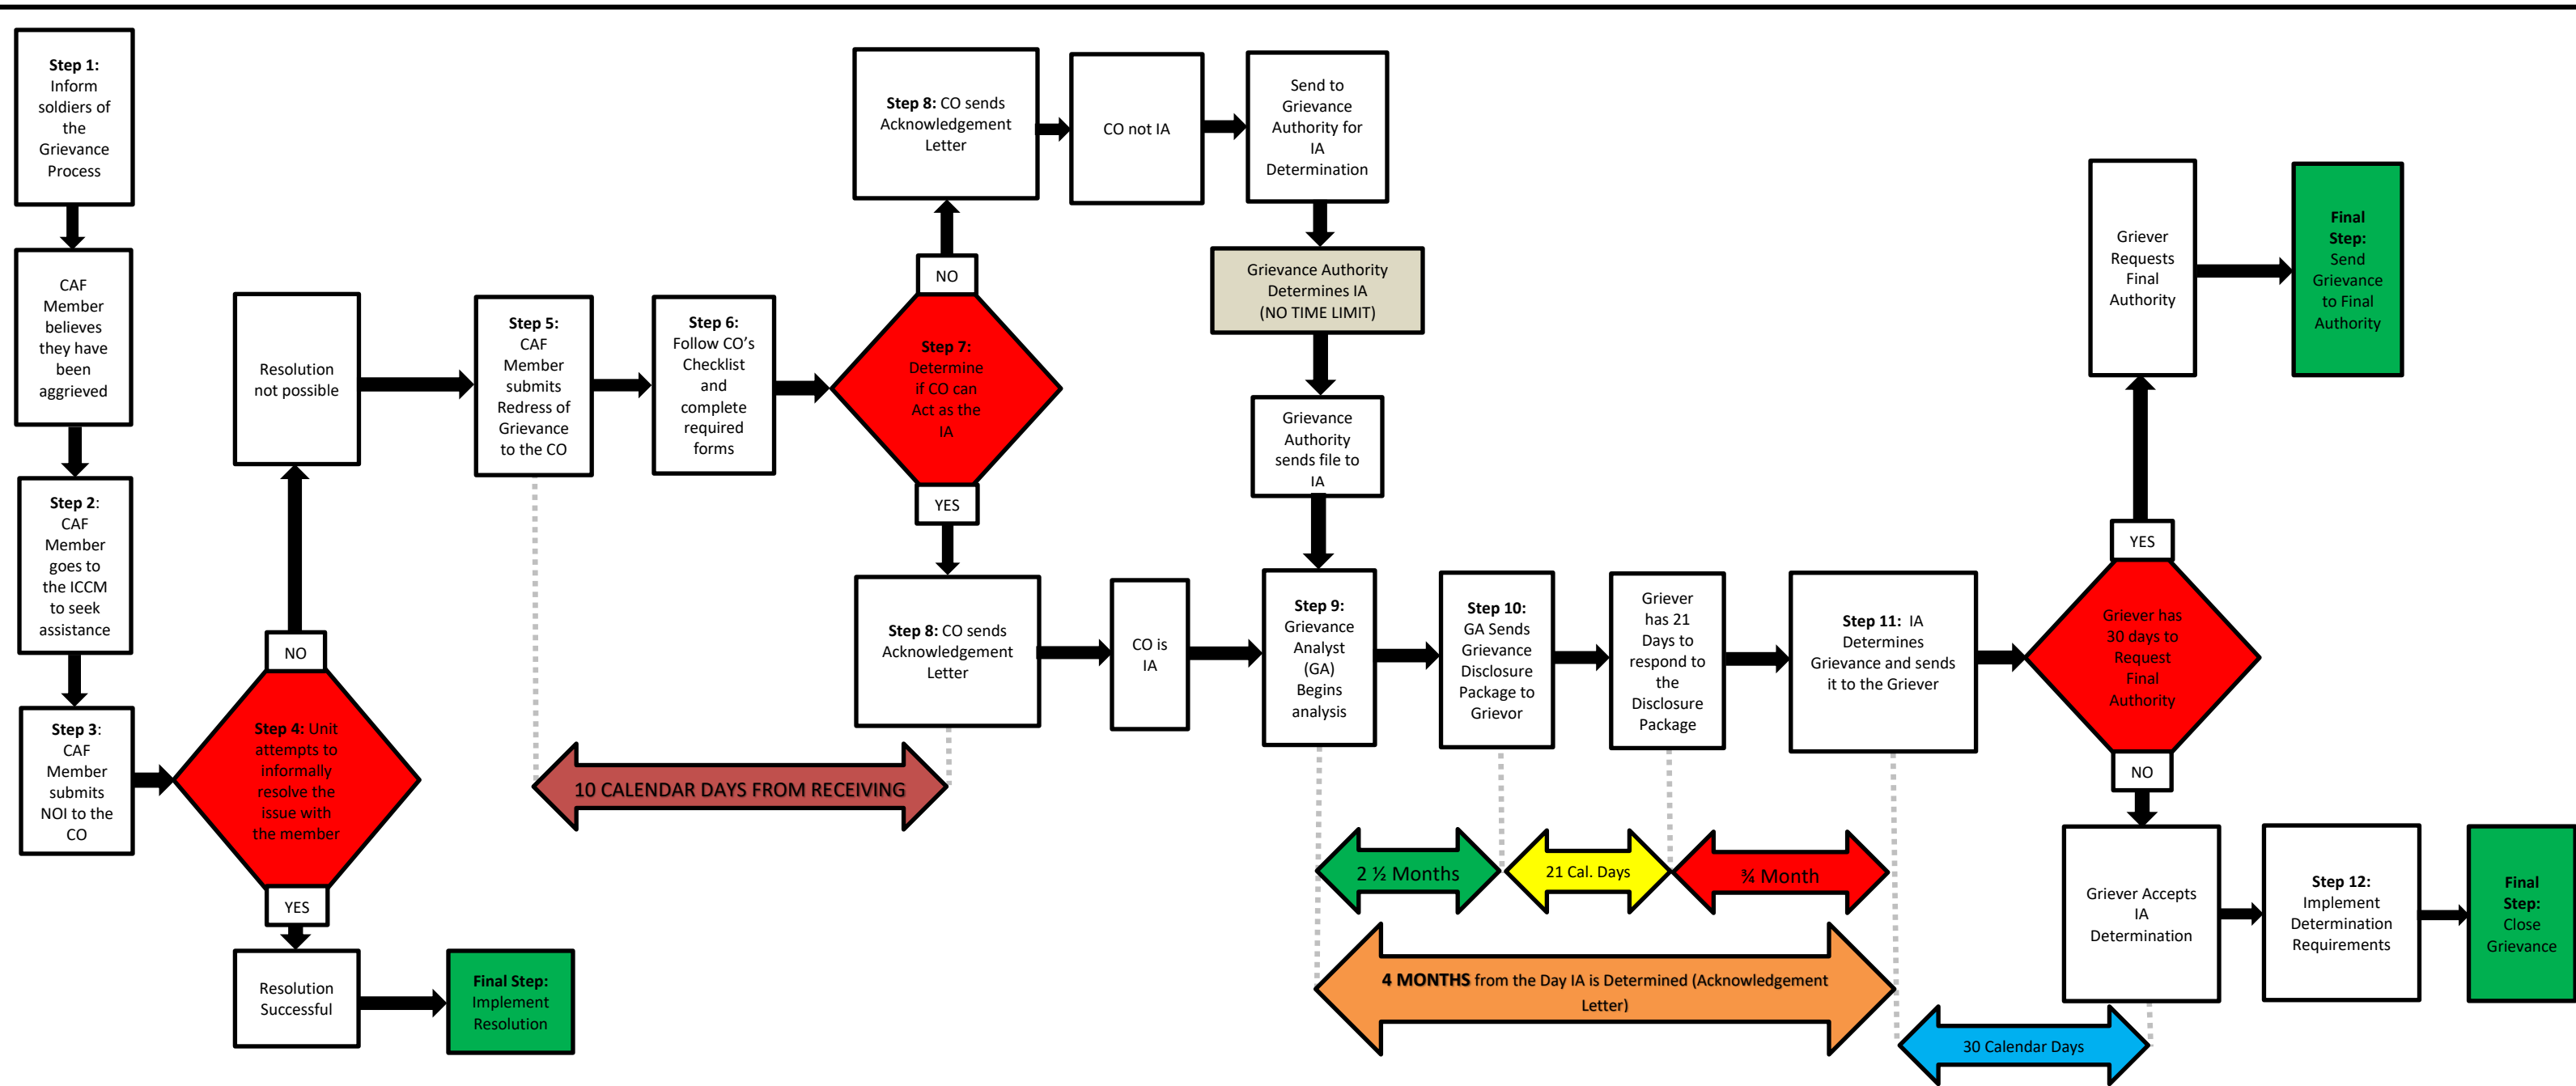 Step 1:
Inform
soldiers of
the
Grievance
Process
CAF
Member
believes
they have
been
aggrieved
Step 2:
CAF
Member
goes to
the ICCM
to seek
assistance
Step 3:
CAF
Member
submits
NOI to the
CO
Step 4: Unit
attempts to
informally
resolve the
issue with
the member
NO
Resolution
not possible
YES
Resolution
Successful
Final Step:
Implement
Resolution
Step 5:
CAF
Member
submits
Redress of
Grievance
to the CO
Step 6:
Follow CO’s
Checklist
and
complete
required
forms
Step 7:
Determine
if CO can
Act as the
IA
NO
Step 8: CO sends
Acknowledgement
Letter
CO not IA
Send to
Grievance
Authority for
IA
Determination
Grievance Authority
Determines IA
(NO TIME LIMIT)
Grievance
Authority
sends file to
IA
YES
Step 8: CO sends
Acknowledgement
Letter
CO is
IA
10 CALENDAR DAYS FROM RECEIVING
Step 9:
Grievance
Analyst
(GA)
Begins
analysis
Step 10:
GA Sends
Grievance
Disclosure
Package to
Grievor
Griever
has 21
Days to
respond to
the
Disclosure
Package
Step 11: IA
Determines
Grievance and sends
it to the Griever
2 ½ Months
21 Cal. Days
¾ Month
4 MONTHS from the Day IA is Determined (Acknowledgement
Letter)
Griever has
30 days to
Request
Final
Authority
YES
Griever
Requests
Final
Authority
Final
Step:
Send
Grievance
to Final
Authority
NO
Griever Accepts
IA
Determination
Step 12:
Implement
Determination
Requirements
Final
Step:
Close
Grievance
30 Calendar Days